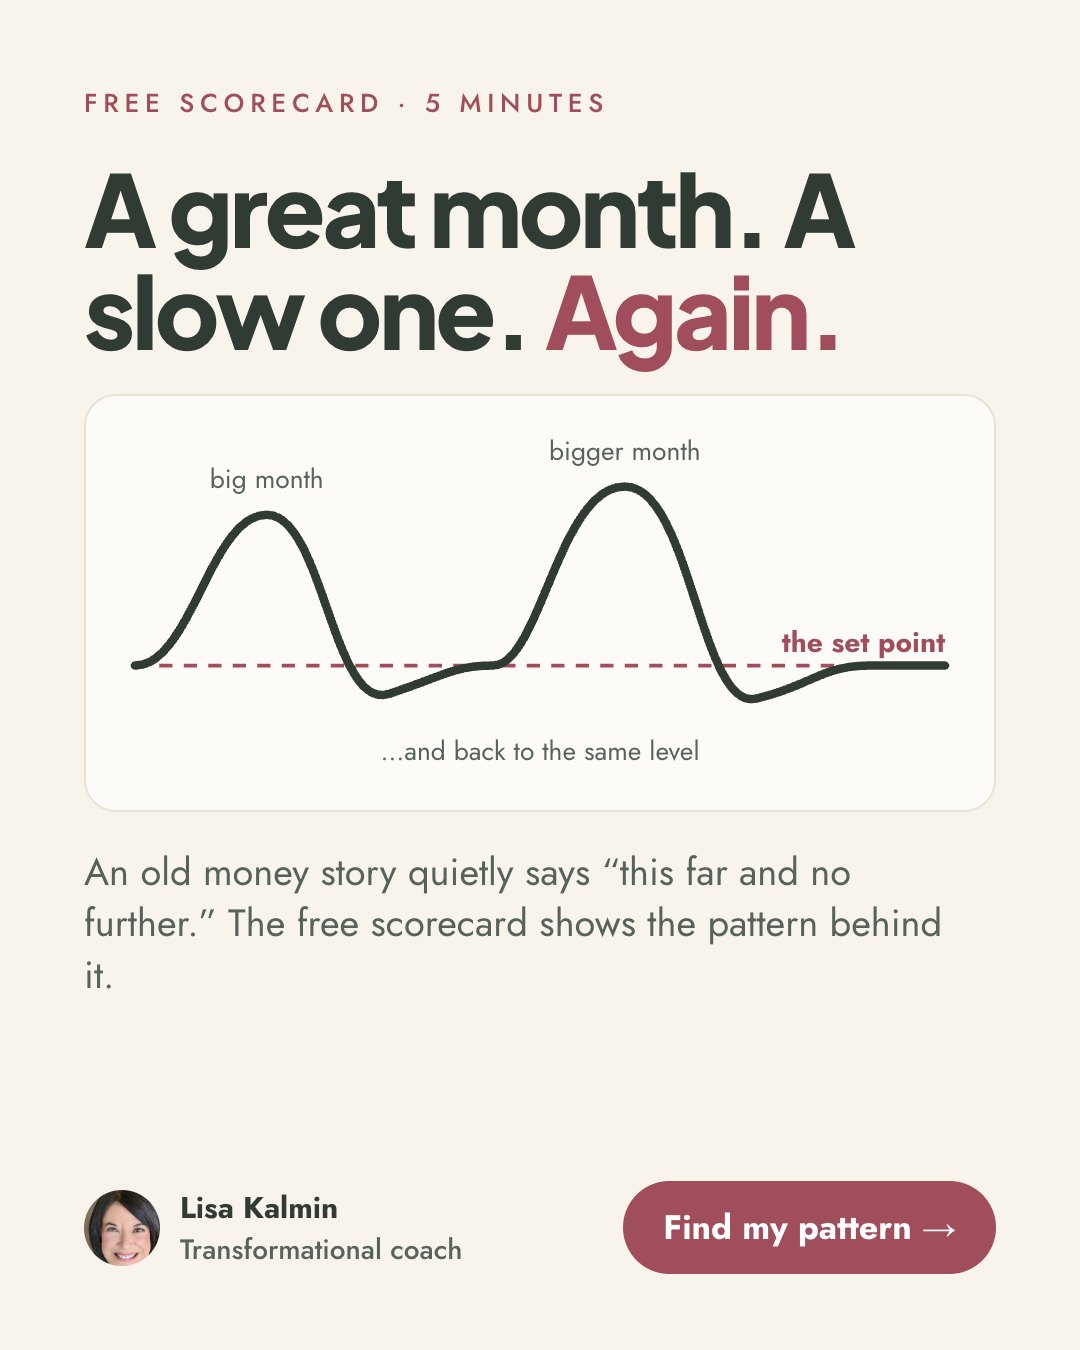 FREE SCORECARD · 5 MINUTES
A great month. A
slow one. Again.
big month
bigger month
the set point
...and back to the same level
An old money story quietly says “this far and no
further.” The free scorecard shows the pattern behind
it.
Lisa Kalmin
Transformational coach
Find my pattern →